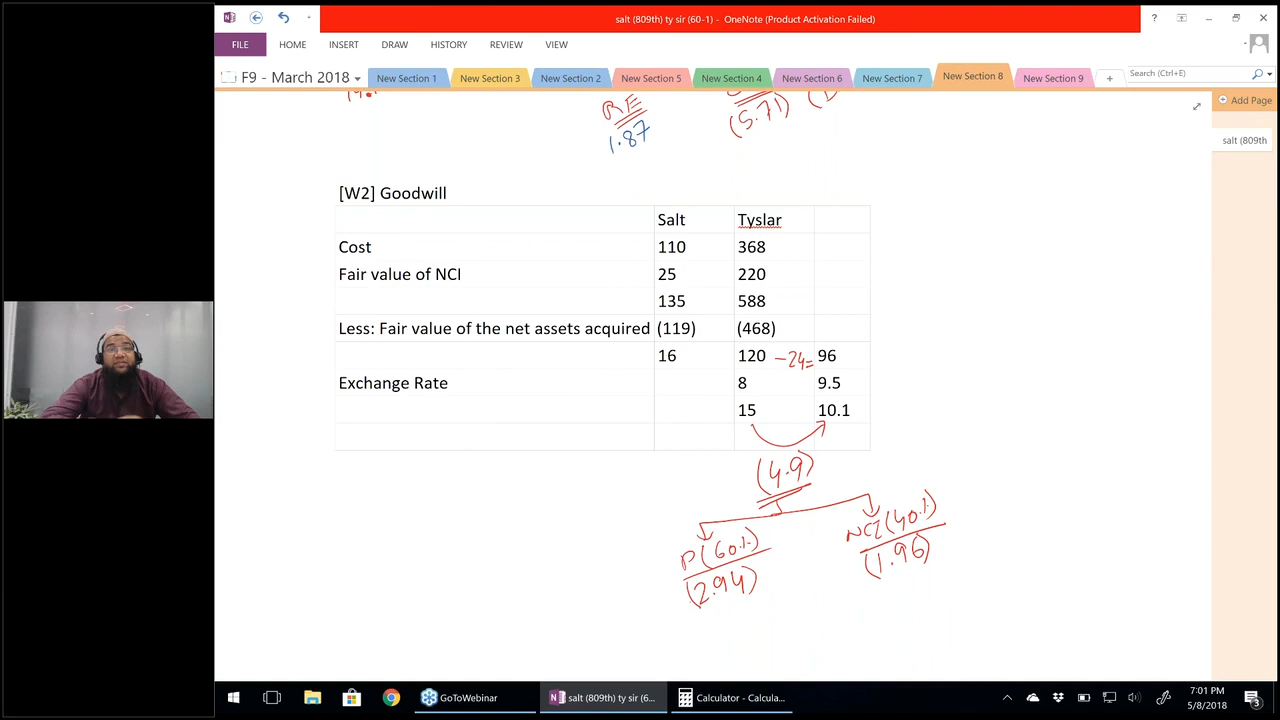 salt (809th) ty sir (60-1) - OneNote (Product Activation Failed)
FILE HOME INSERT DRAW HISTORY REVIEW VIEW
F9 - March 2018 New Section 1 New Section 3 New Section 2 New Section 5 New Section 4 New Section 6 New Section 7 New Section 8 New Section 9 Search (Ctrl+E)
Add Page
salt (809th
RE
1.87
(5.71)
[W2] Goodwill
Salt Tyslar
Cost 110 368
Fair value of NCI 25 220
135 588
Less: Fair value of the net assets acquired (119) (468)
16 120 -24= 96
Exchange Rate 8 9.5
15 10.1
(4.9)
P(60%) NCI(40%)
(2.94) (1.96)
GoToWebinar salt (809th) ty sir (6... Calculator - Calcula...
7:01 PM
5/8/2018
3